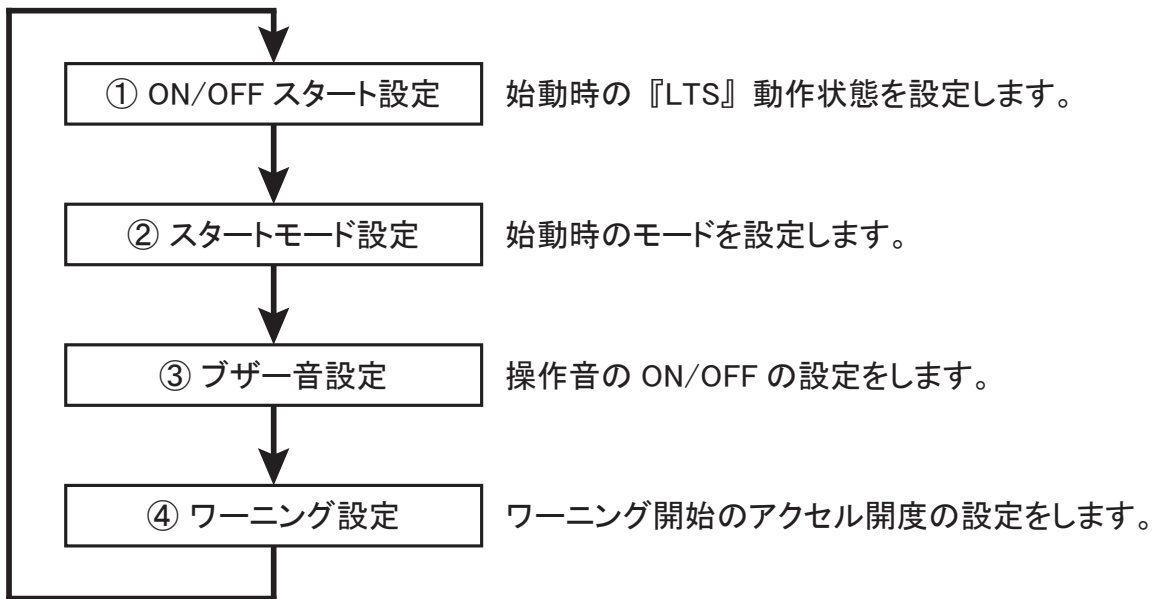 ① ON/OFF スタート設定 始動時の『LTS』動作状態を設定します。
② スタートモード設定 始動時のモードを設定します。
③ ブザー音設定 操作音の ON/OFF の設定をします。
④ ワーニング設定 ワーニング開始のアクセル開度の設定をします。